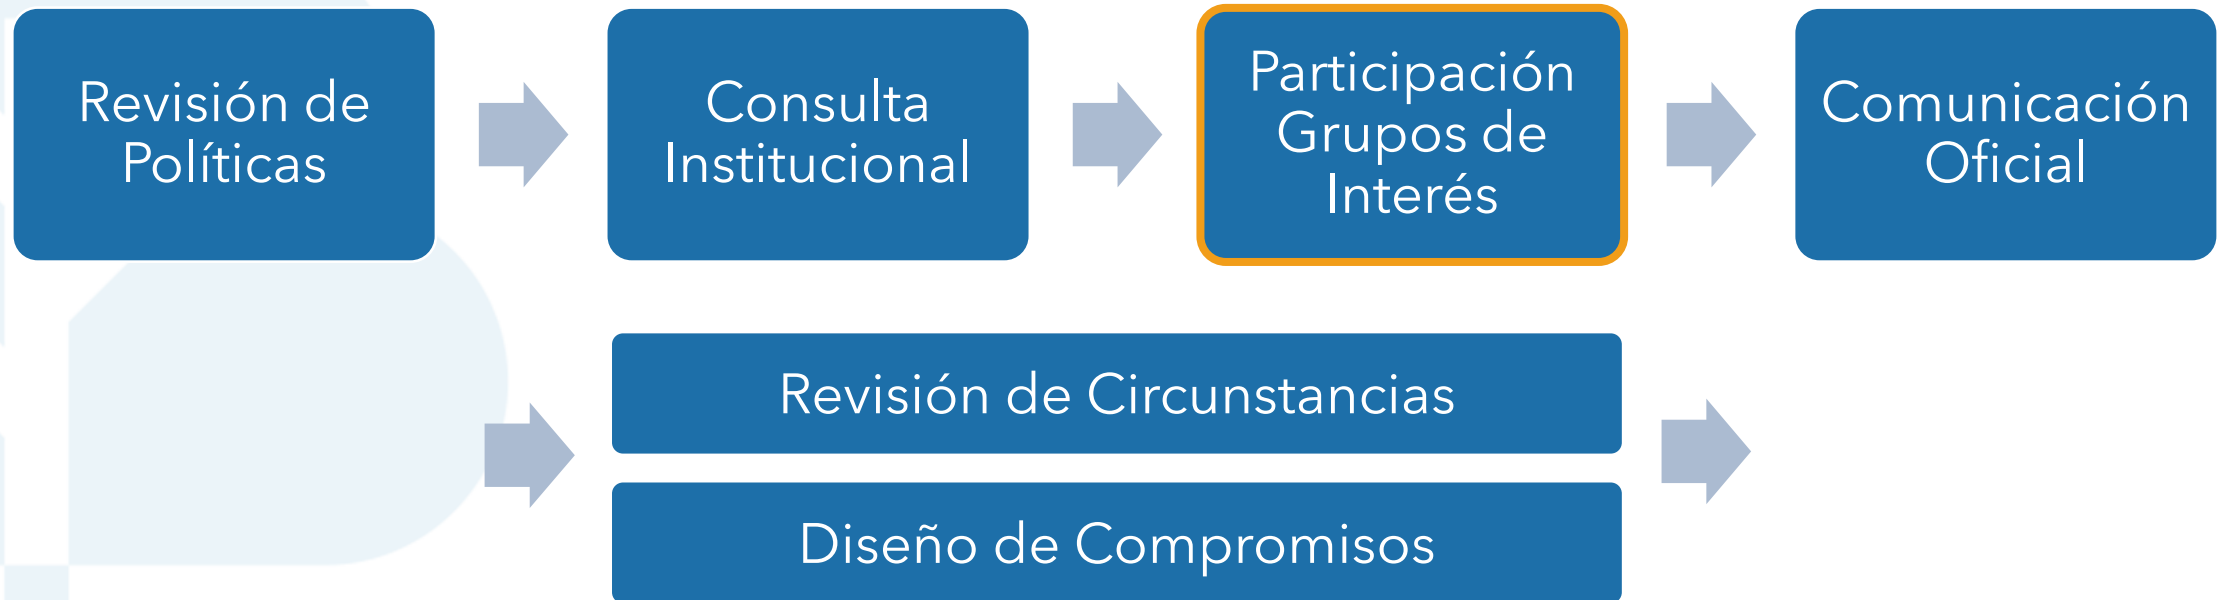 Revisión de
Políticas
Consulta
Institucional
Participación
Grupos de
Interés
Comunicación
Oficial
Revisión de Circunstancias
Diseño de Compromisos